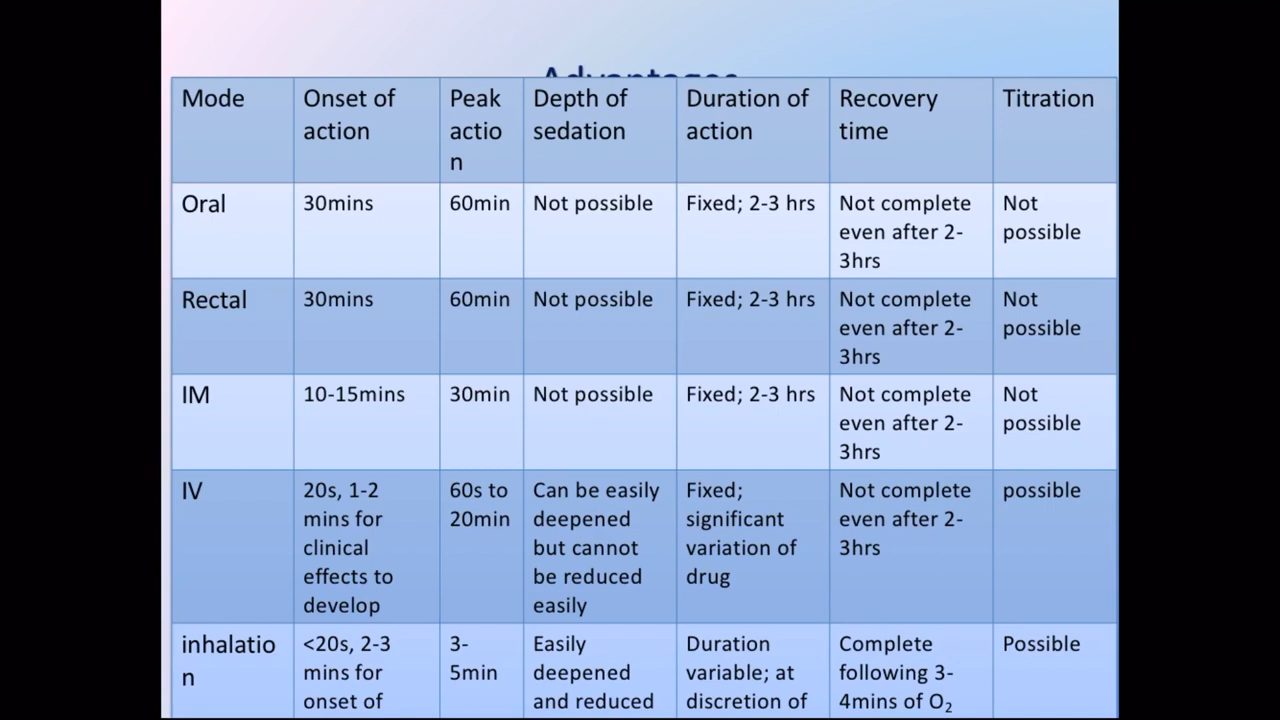 Advantages
Mode
Onset of
action
Peak
actio
n
Depth of
sedation
Duration of
action
Recovery
time
Titration
Oral
30mins
60min
Not possible
Fixed; 2-3 hrs
Not complete
even after 2-
3hrs
Not
possible
Rectal
30mins
60min
Not possible
Fixed; 2-3 hrs
Not complete
even after 2-
3hrs
Not
possible
IM
10-15mins
30min
Not possible
Fixed; 2-3 hrs
Not complete
even after 2-
3hrs
Not
possible
IV
20s, 1-2
mins for
clinical
effects to
develop
60s to
20min
Can be easily
deepened
but cannot
be reduced
easily
Fixed;
significant
variation of
drug
Not complete
even after 2-
3hrs
possible
inhalatio
n
<20s, 2-3
mins for
onset of
3-
5min
Easily
deepened
and reduced
Duration
variable; at
discretion of
Complete
following 3-
4mins of O₂
Possible